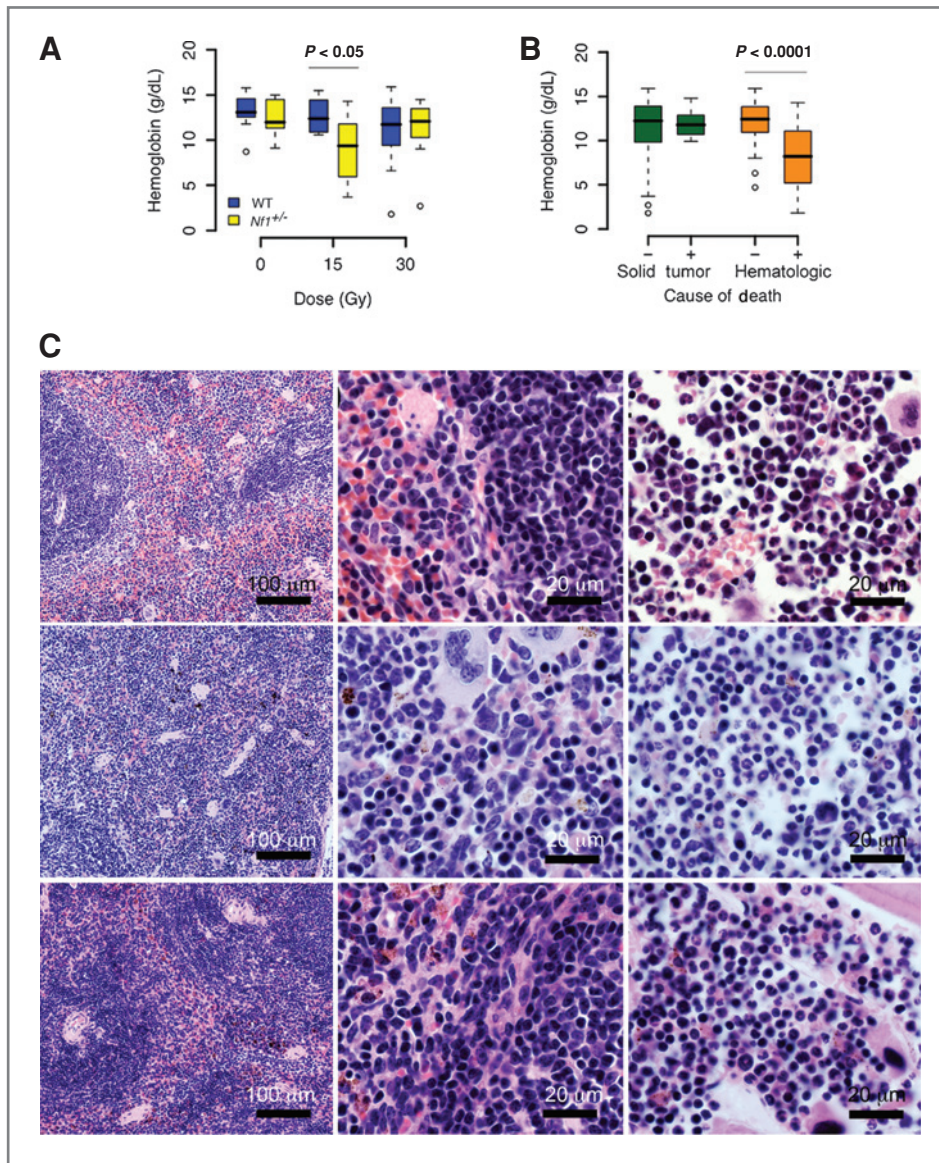 A
P < 0.05
Hemoglobin (g/dL)
20
15
10
5
0
WT
Nf1+/-
0 15 30
Dose (Gy)
B
P < 0.0001
Hemoglobin (g/dL)
20
15
10
5
0
− + − +
Solid tumor Hematologic
Cause of death
C
100 μm
20 μm
20 μm
100 μm
20 μm
20 μm
100 μm
20 μm
20 μm